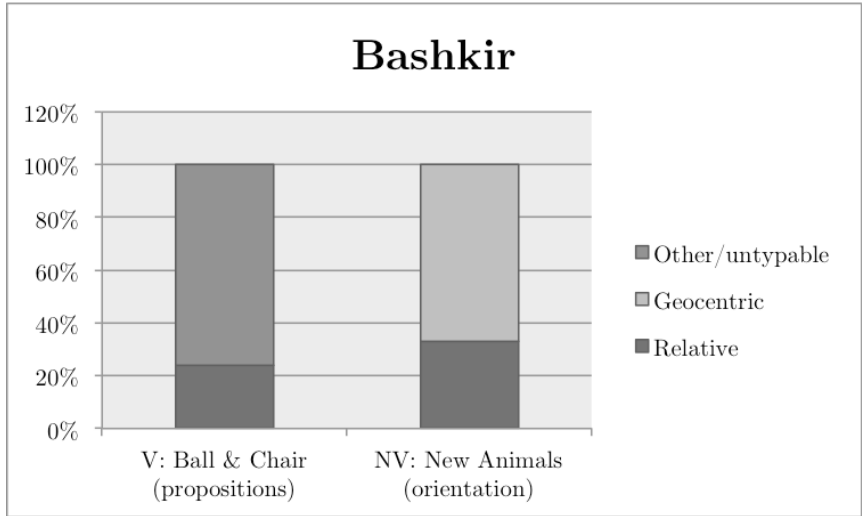 Bashkir
120%
100%
80%
60%
40%
20%
0%
V: Ball & Chair
(propositions)
NV: New Animals
(orientation)
Other/untypable
Geocentric
Relative